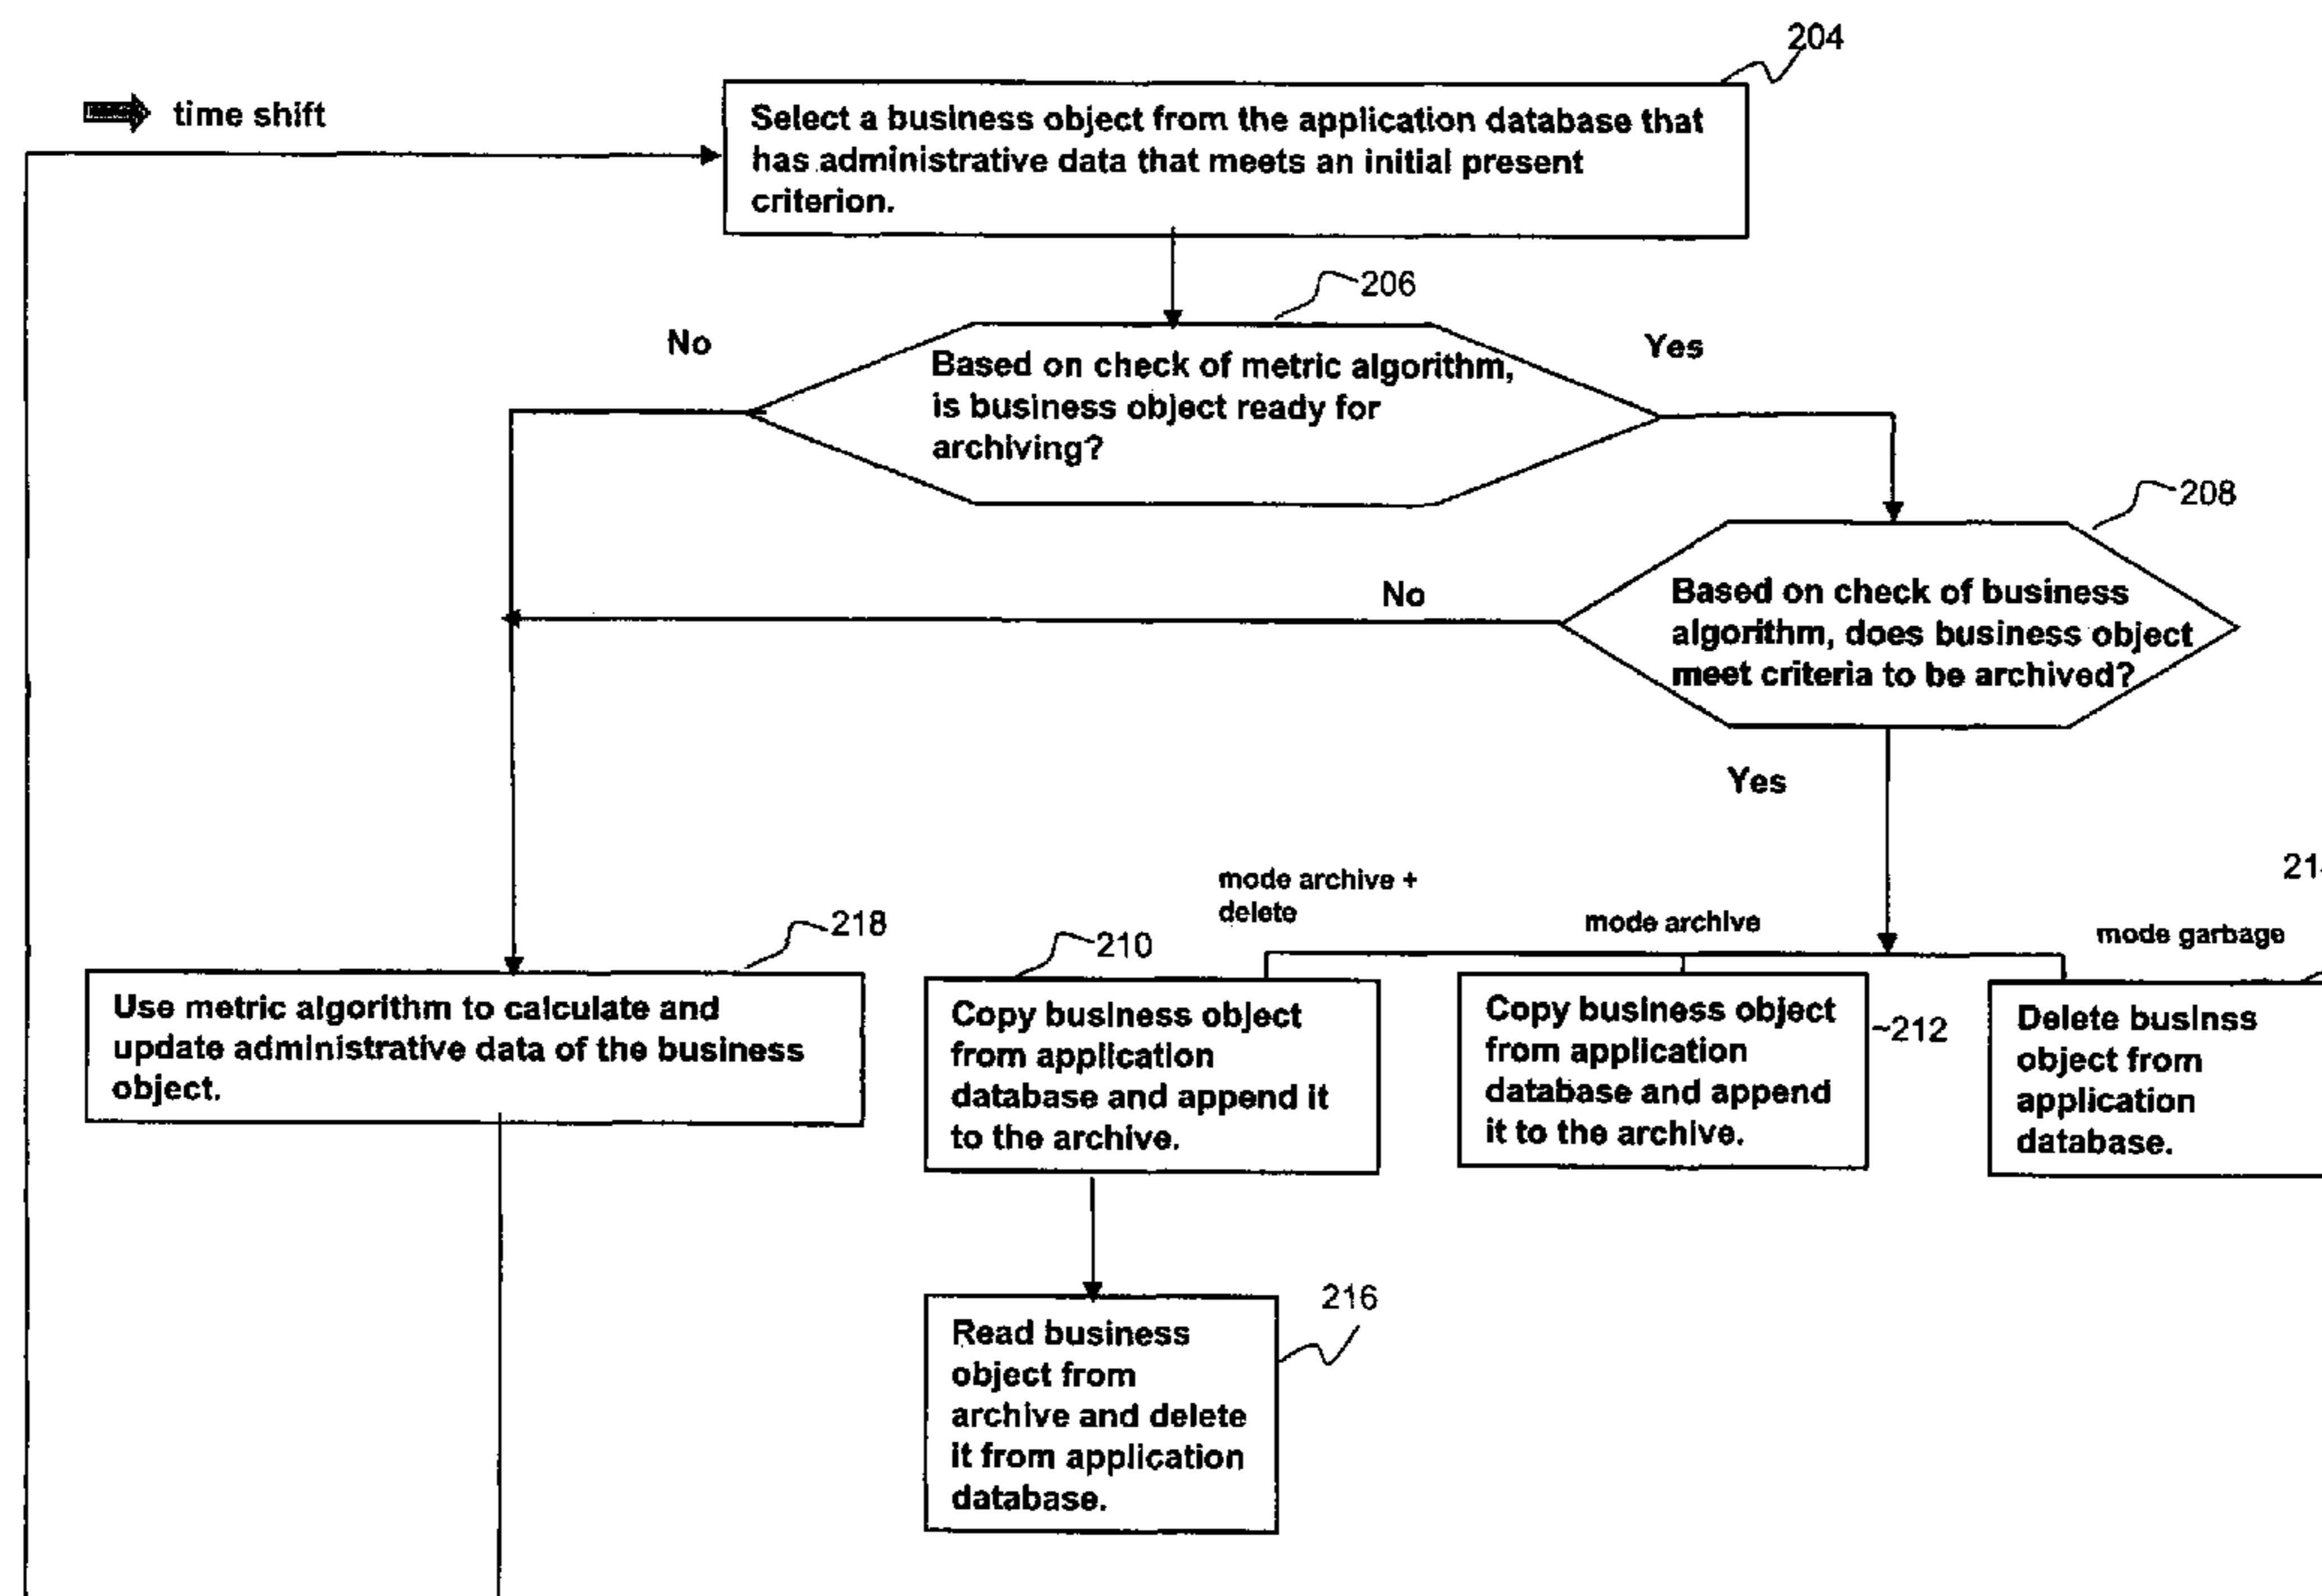 204
time shift
Select a business object from the application database that
has administrative data that meets an initial present
criterion.
206
No
Yes
Based on check of metric algorithm,
is business object ready for
archiving?
208
No
Based on check of business
algorithm, does business object
meet criteria to be archived?
Yes
mode archive +
delete
mode archive
mode garbage
218
210
Use metric algorithm to calculate and
update administrative data of the business
object.
Copy business object
from application
database and append it
to the archive.
Copy business object
from application
database and append
it to the archive.
212
Delete businss
object from
application
database.
216
Read business
object from
archive and delete
it from application
database.